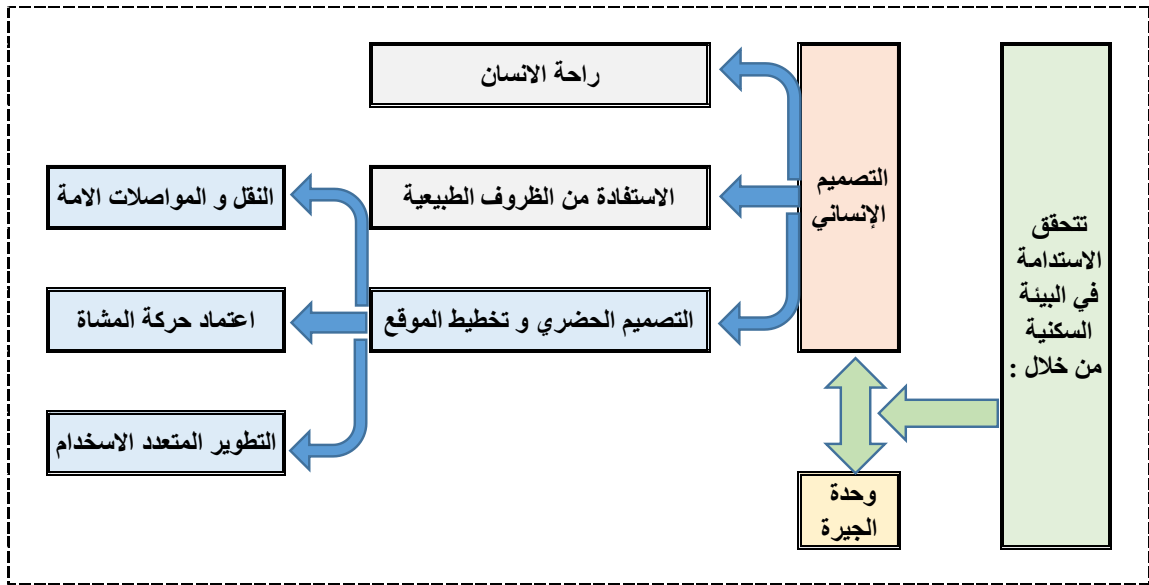 تتحقق
الاستدامة
في البيئة
السكنية
من خلال :
التصميم
الإنساني
وحدة
الجيرة
راحة الانسان
الاستفادة من الظروف الطبيعية
التصميم الحضري و تخطيط الموقع
النقل و المواصلات الامة
اعتماد حركة المشاة
التطوير المتعدد الاسخدام